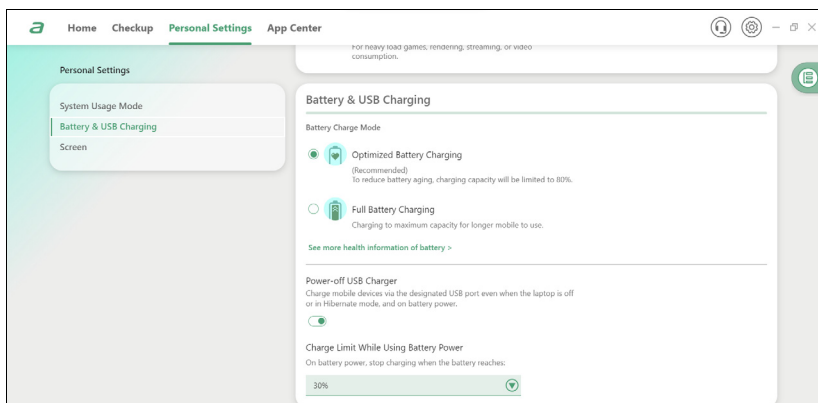 a Home Checkup Personal Settings App Center
For heavy load games, rendering, streaming, or video
consumption.
Personal Settings
System Usage Mode
Battery & USB Charging
Screen
Battery & USB Charging
Battery Charge Mode
Optimized Battery Charging
(Recommended)
To reduce battery aging, charging capacity will be limited to 80%.
Full Battery Charging
Charging to maximum capacity for longer mobile to use.
See more health information of battery >
Power-off USB Charger
Charge mobile devices via the designated USB port even when the laptop is off
or in Hibernate mode, and on battery power.
Charge Limit While Using Battery Power
On battery power, stop charging when the battery reaches:
30%